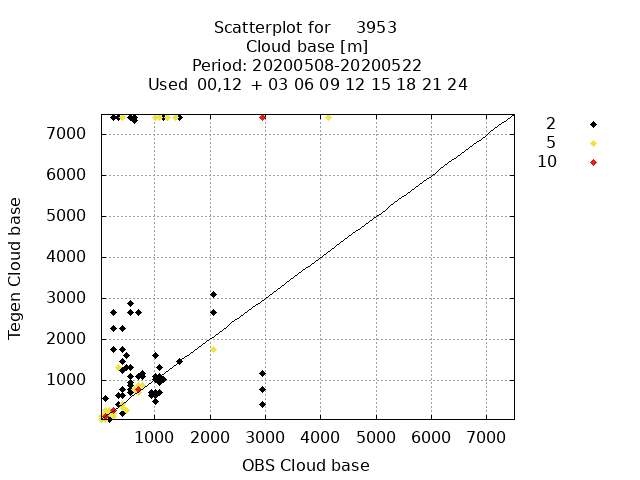 Scatterplot for 3953
Cloud base [m]
Period: 20200508-20200522
Used 00,12 + 03 06 09 12 15 18 21 24
2
5
10
7000
6000
5000
4000
3000
2000
1000
Tegen Cloud base
1000 2000 3000 4000 5000 6000 7000
OBS Cloud base